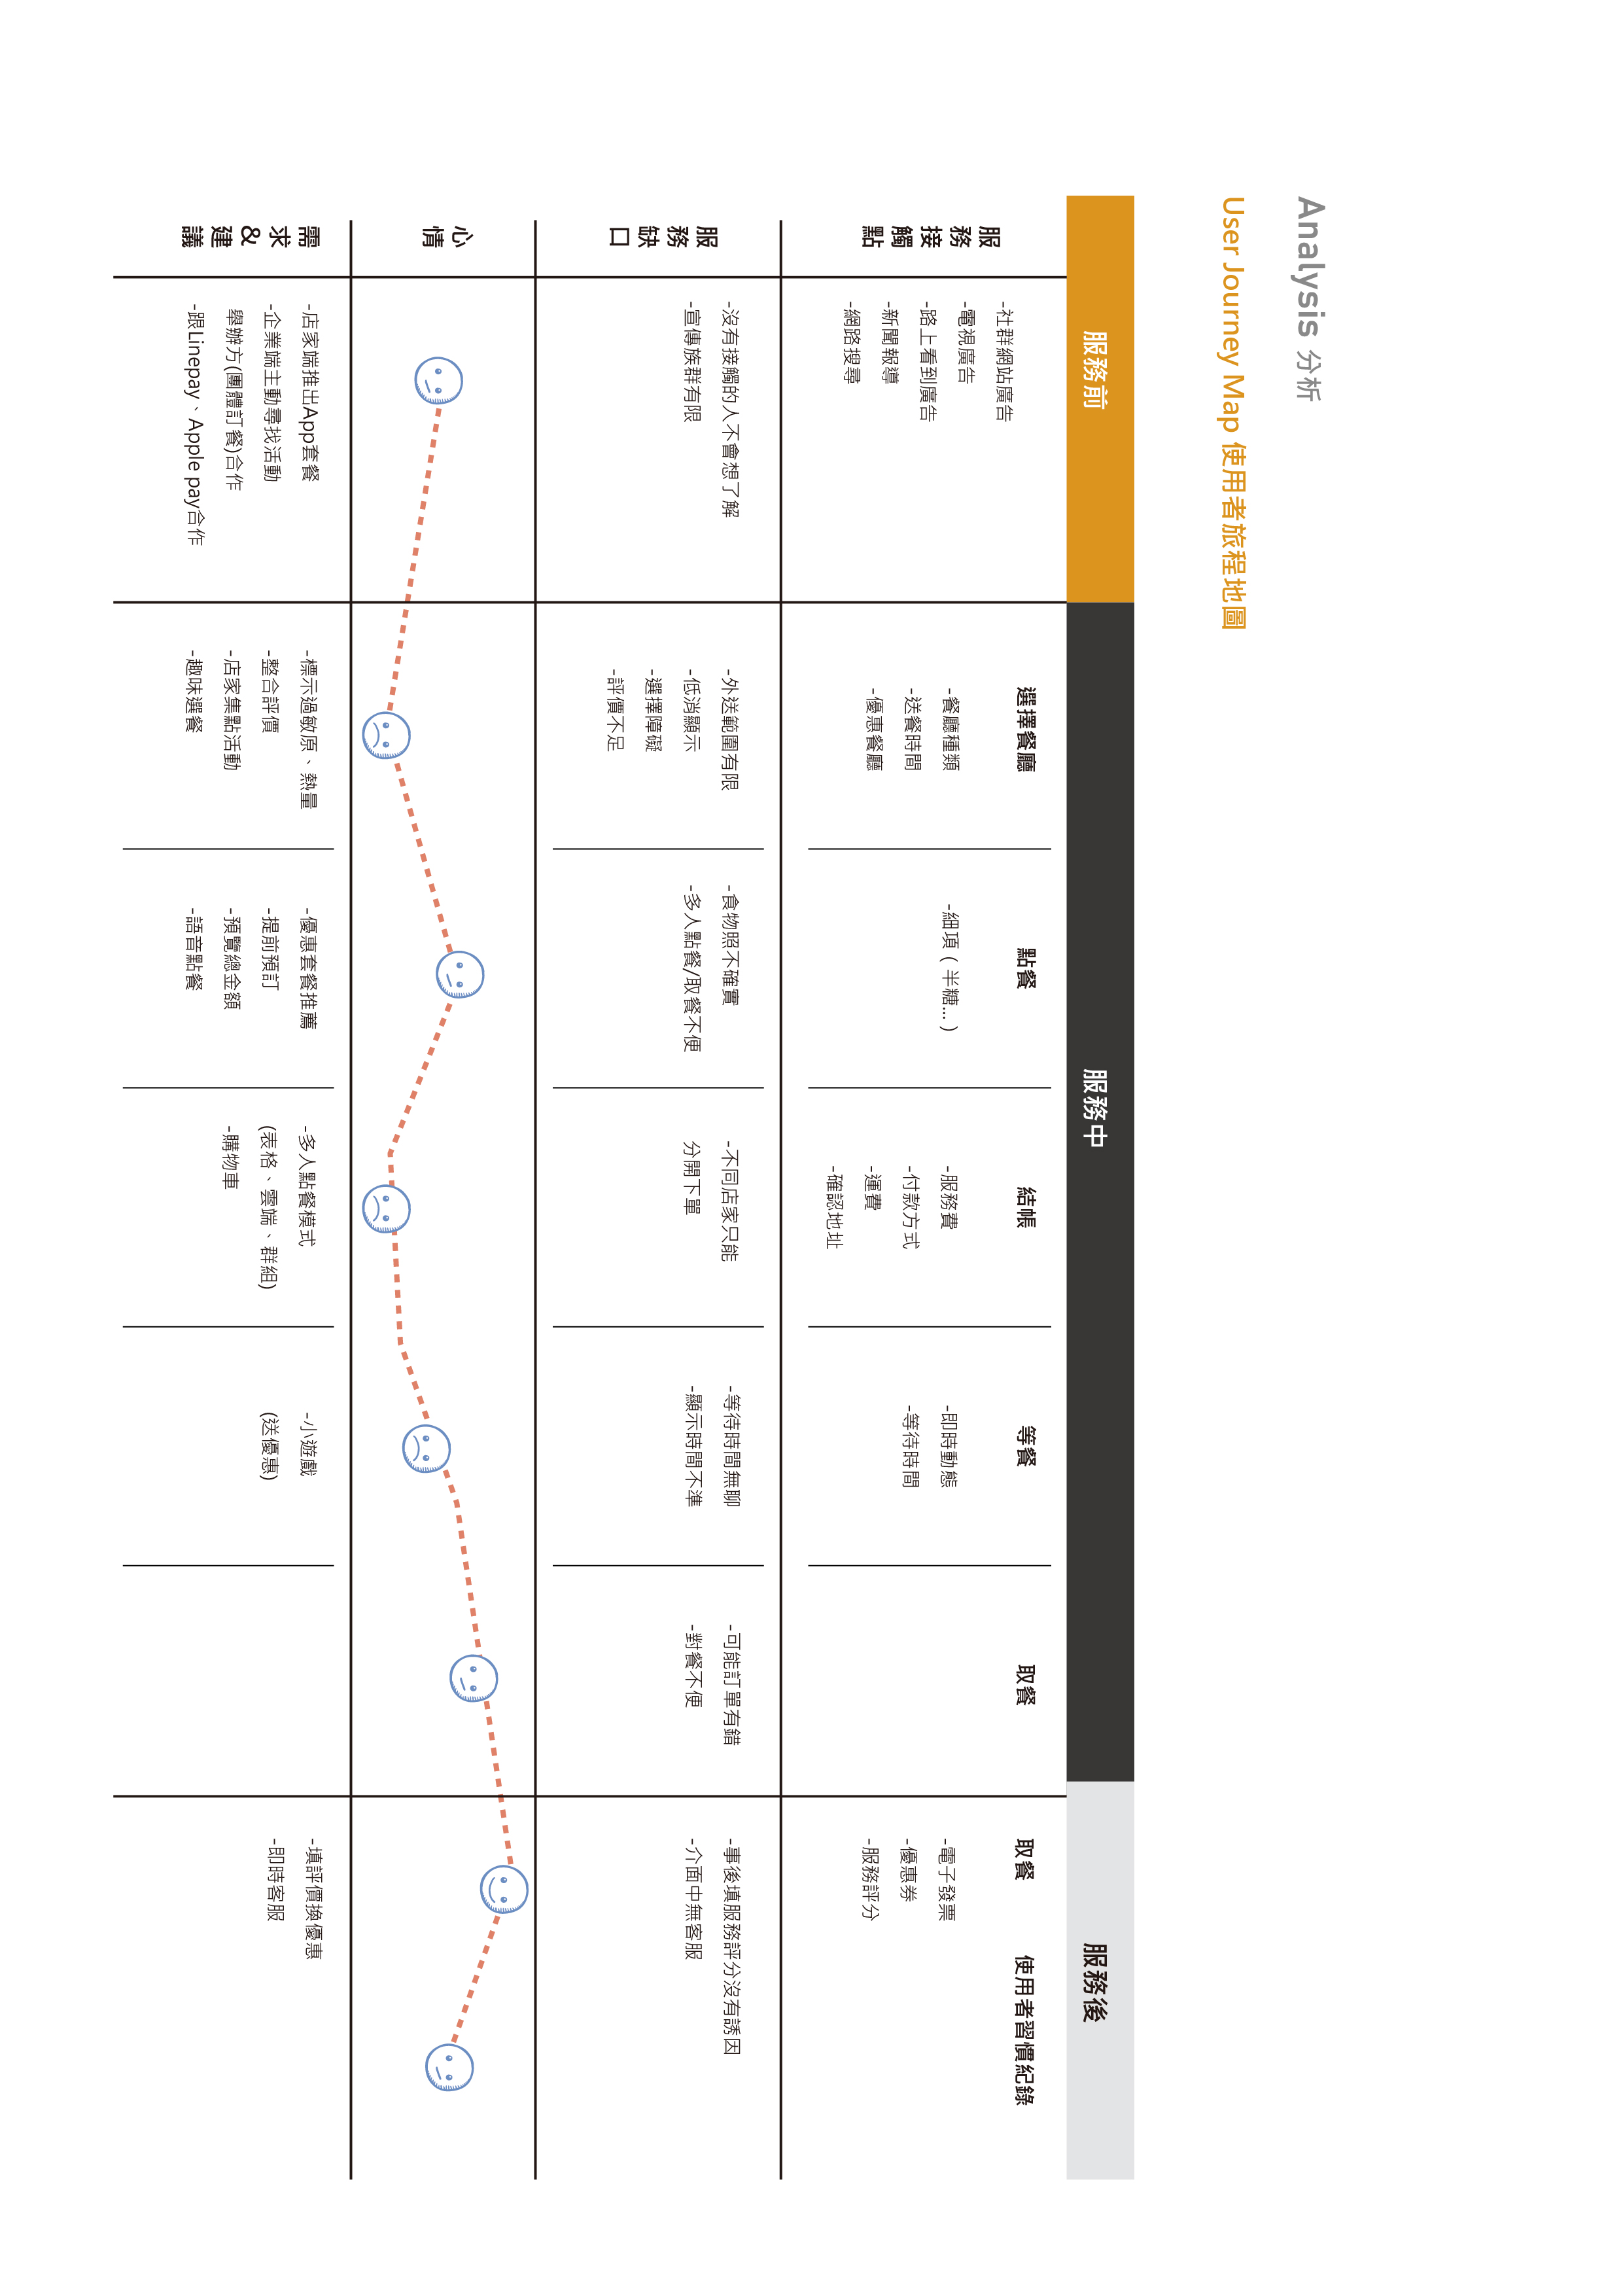 Analysis 分析
User Journey Map 使用者旅程地圖
服務前
服務中
服務後
服務接觸點
-社群網站廣告
-電視廣告
-路上看到廣告
-新聞報導
-網路搜尋
選擇餐廳
-餐廳種類
-送餐時間
-優惠餐廳
點餐
-細項 ( 半糖... )
結帳
-服務費
-付款方式
-運費
-確認地址
等餐
-即時動態
-等待時間
取餐
取餐
使用者習慣紀錄
-電子發票
-優惠券
-服務評分
服務缺口
-沒有接觸的人不會想了解
-宣傳族群有限
-外送範圍有限
-低消顯示
-選擇障礙
-評價不足
-食物照不確實
-多人點餐/取餐不便
-不同店家只能
分開下單
-等待時間無聊
-顯示時間不準
-可能訂單有錯
-對餐不便
-事後填服務評分沒有誘因
-介面中無客服
心情
需求&建議
-店家端推出App套餐
-企業端主動尋找活動
舉辦方(團體訂餐)合作
-跟Linepay、Apple pay合作
-標示過敏原、熱量
-整合評價
-店家集點活動
-趣味選餐
-優惠套餐推薦
-提前預訂
-預覽總金額
-語音點餐
-多人點餐模式
(表格、雲端、群組)
-購物車
-小遊戲
(送優惠)
-填評價換優惠
-即時客服